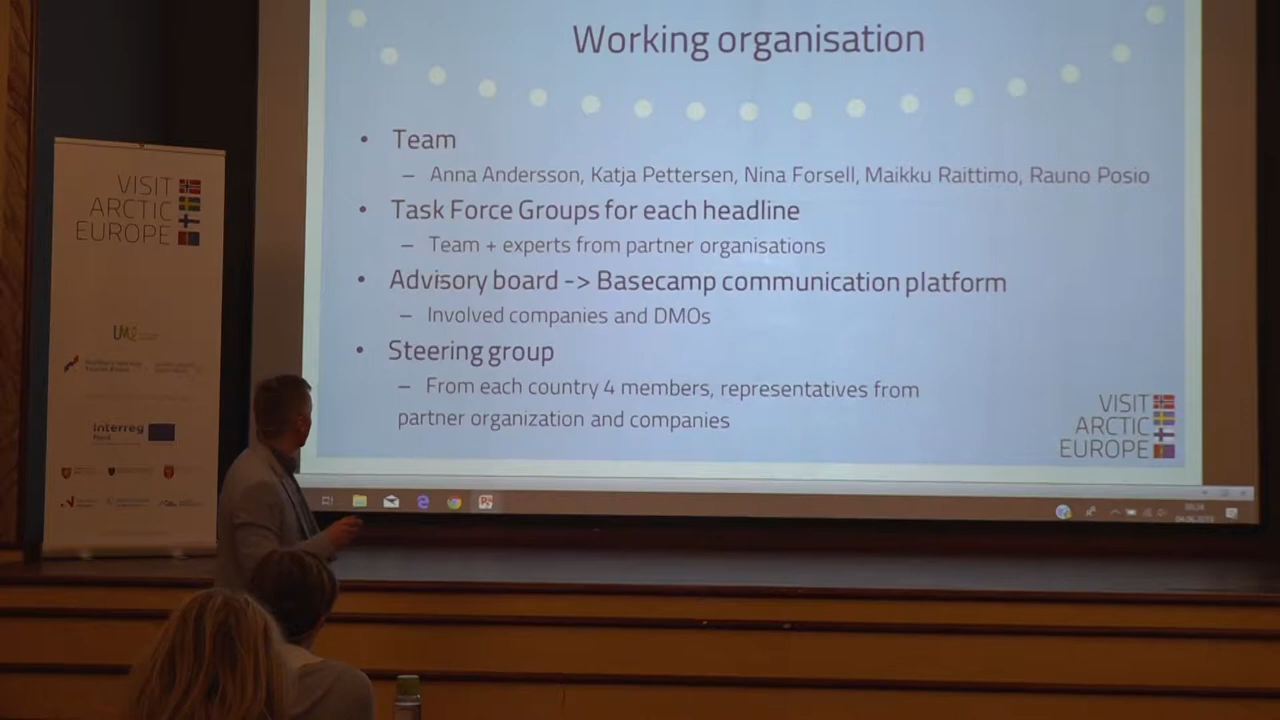 Working organisation
• Team
– Anna Andersson, Katja Pettersen, Nina Forsell, Maikku Raittimo, Rauno Posio
• Task Force Groups for each headline
– Team + experts from partner organisations
• Advisory board -> Basecamp communication platform
– Involved companies and DMOs
• Steering group
– From each country 4 members, representatives from
partner organization and companies
VISIT
ARCTIC
EUROPE
VISIT
ARCTIC
EUROPE
Interreg
Nord